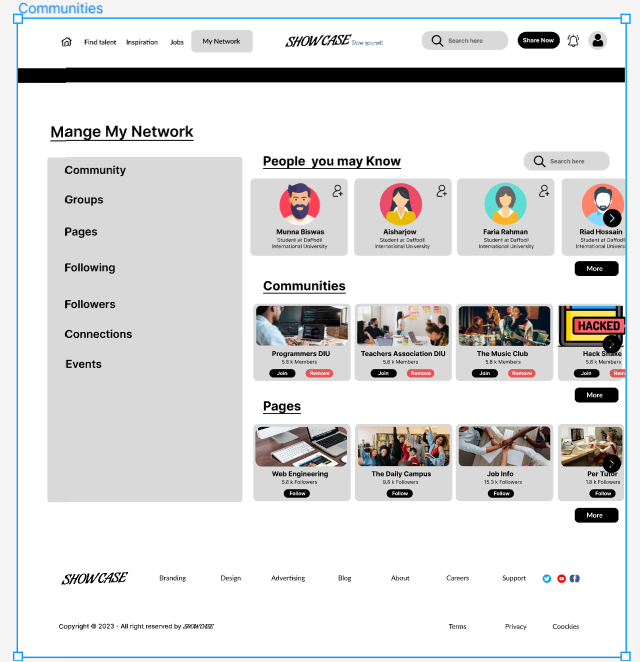 Communities
Find talent Inspiration Jobs My Network SHOWCASE Show yourself Search here Share Now
Mange My Network
People you may Know Search here
Community
Groups
Pages
Following
Followers
Connections
Events
Munna Biswas Aisharjow Faria Rahman Riad Hossain
Student at Daffodil Student at Daffodil Student at Daffodil Student at Daffodil
International University International University International University International University
More
Communities
HACKED
Programmers DIU Teachers Association DIU The Music Club Hack Shake
5.8 k Members 5.8 k Members 5.8 k Members 5.8 k Members
Join Remove Join Remove Join Remove Join Rem
More
Pages
Web Engineering The Daily Campus Job Info Per Tutor
5.8 k Followers 9.8 k Followers 15.3 k Followers 1.8 k Followers
Follow Follow Follow Follow
More
SHOWCASE Branding Design Advertising Blog About Careers Support
Copyright © 2023 - All right reserved by SHOWCASE Terms Privacy Coockies